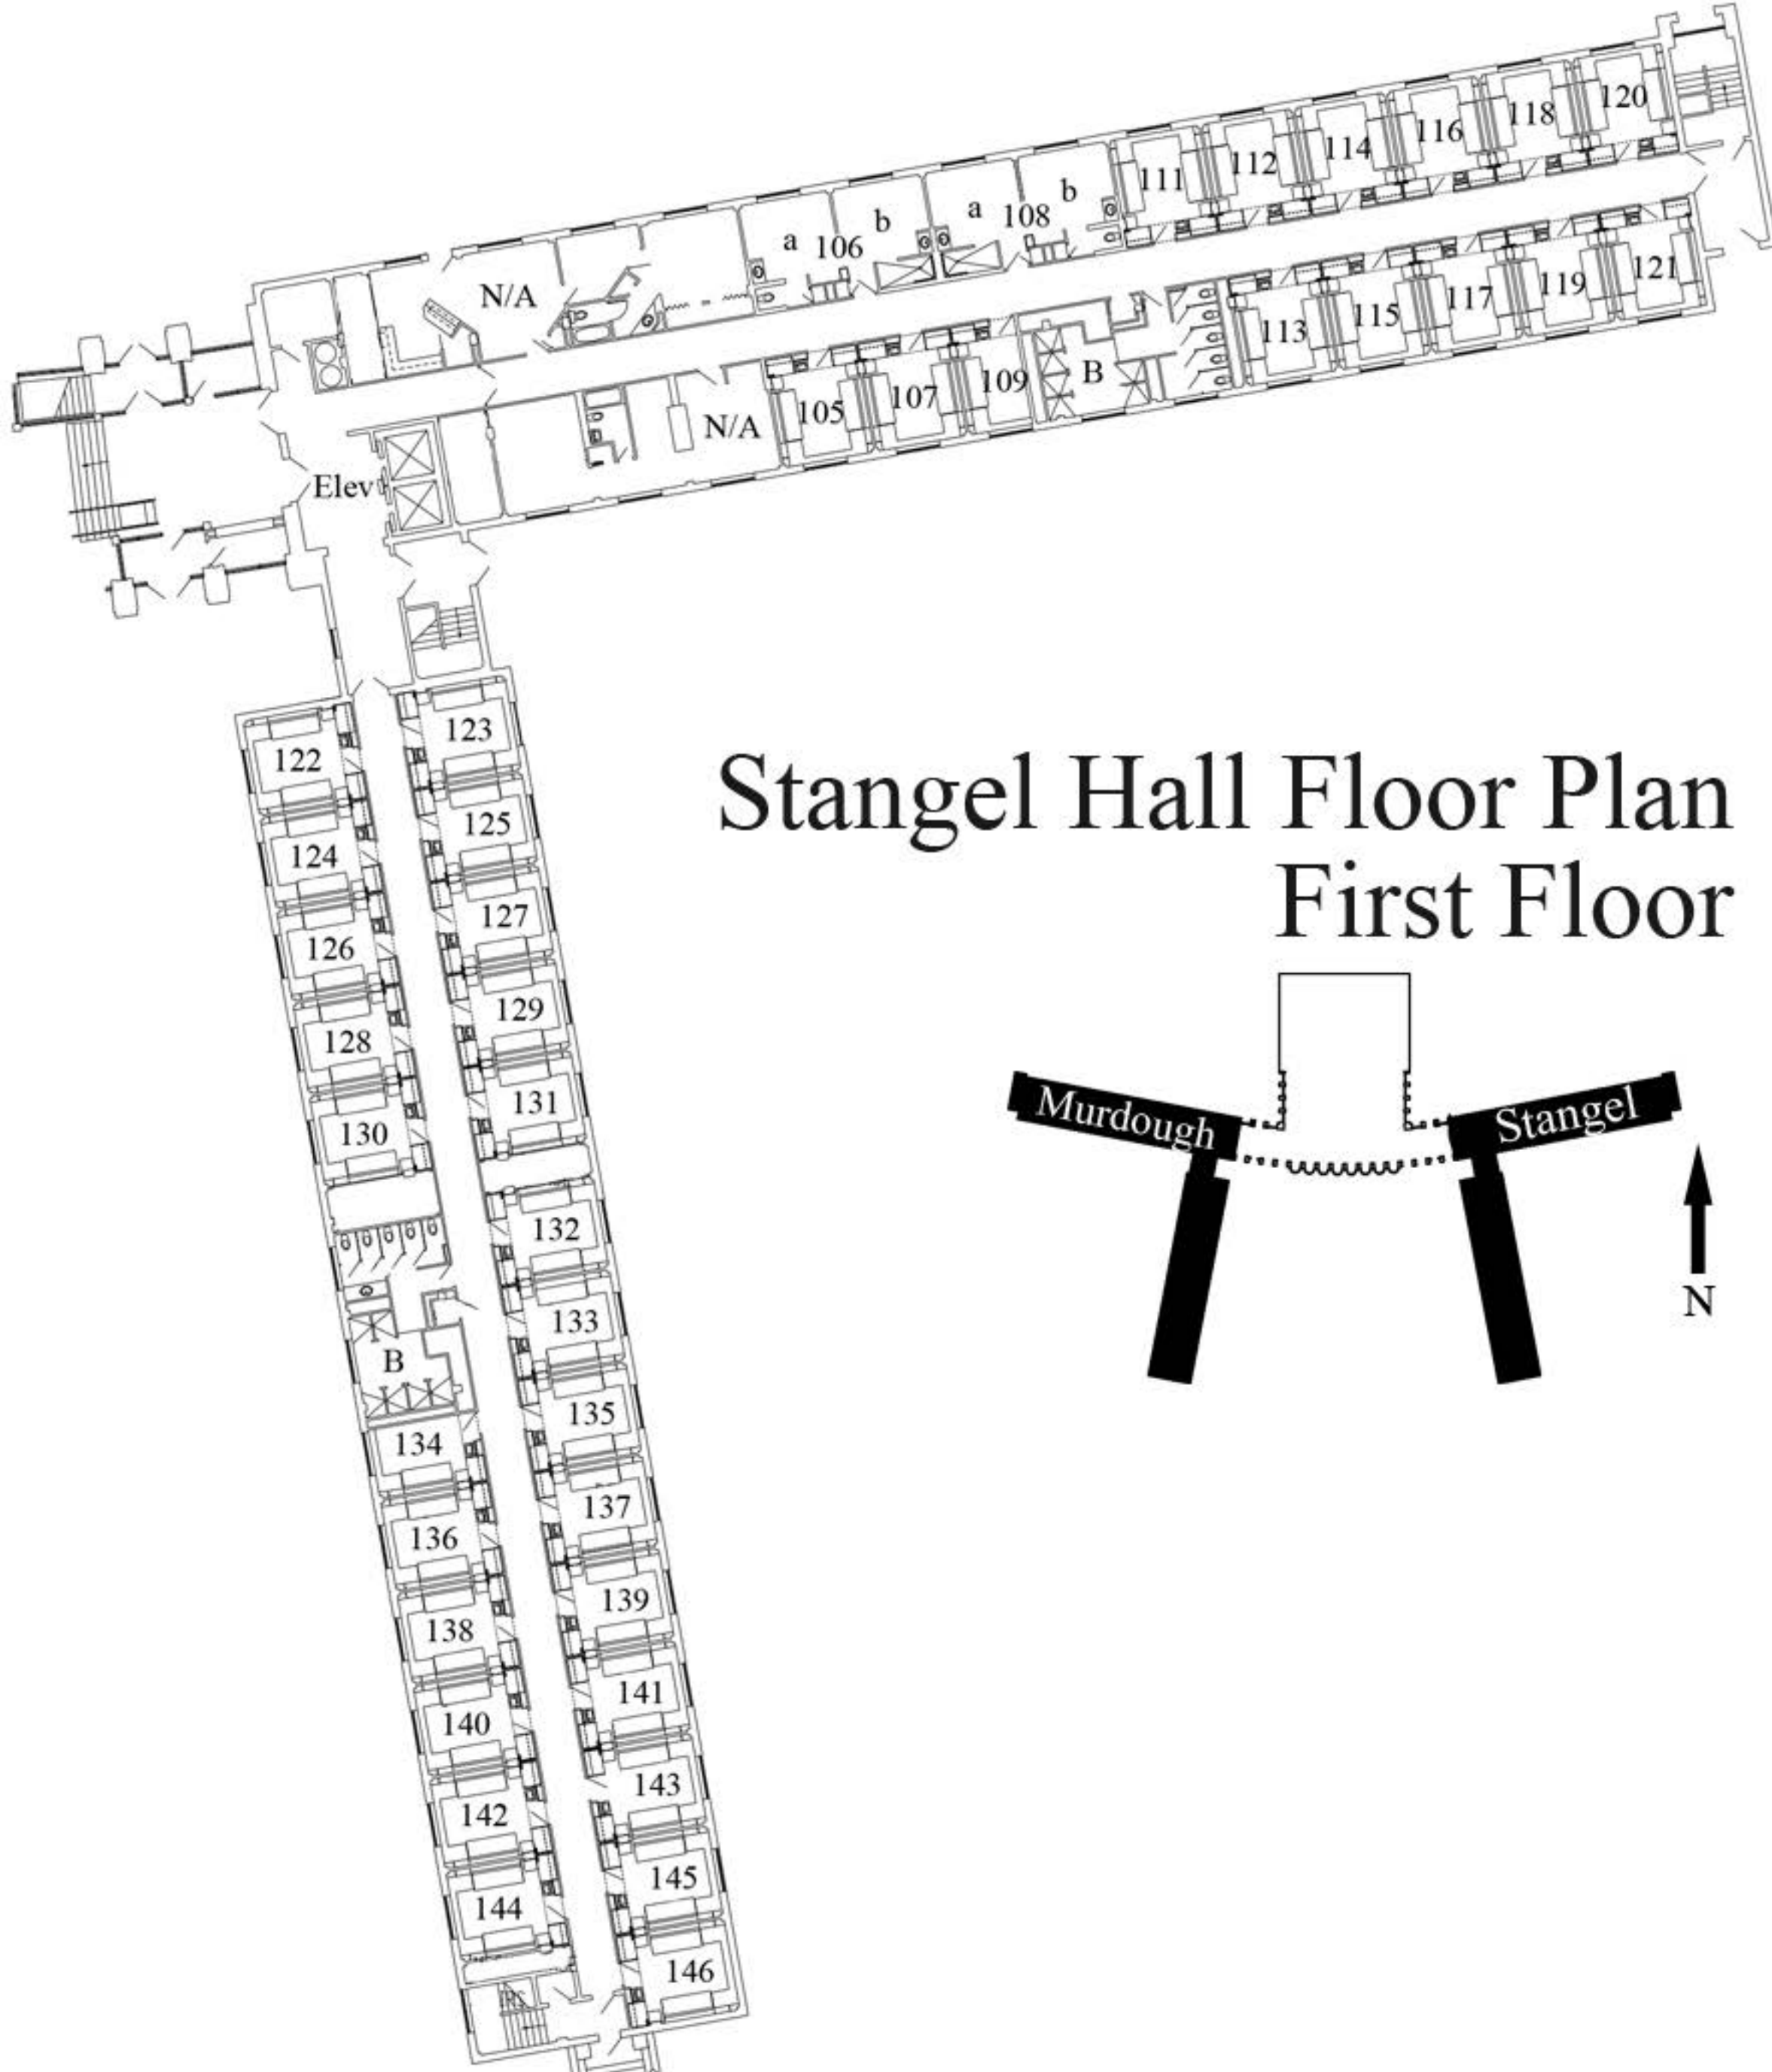 120
118
116
114
112
111
b
a 108
b
a 106
N/A
121
119
117
115
113
B
109
107
105
N/A
Elev
123
122
125
124
127
126
129
128
131
130
132
133
B
135
134
137
136
139
138
141
140
143
142
145
144
146
Stangel Hall Floor Plan
First Floor
Murdough
Stangel
N